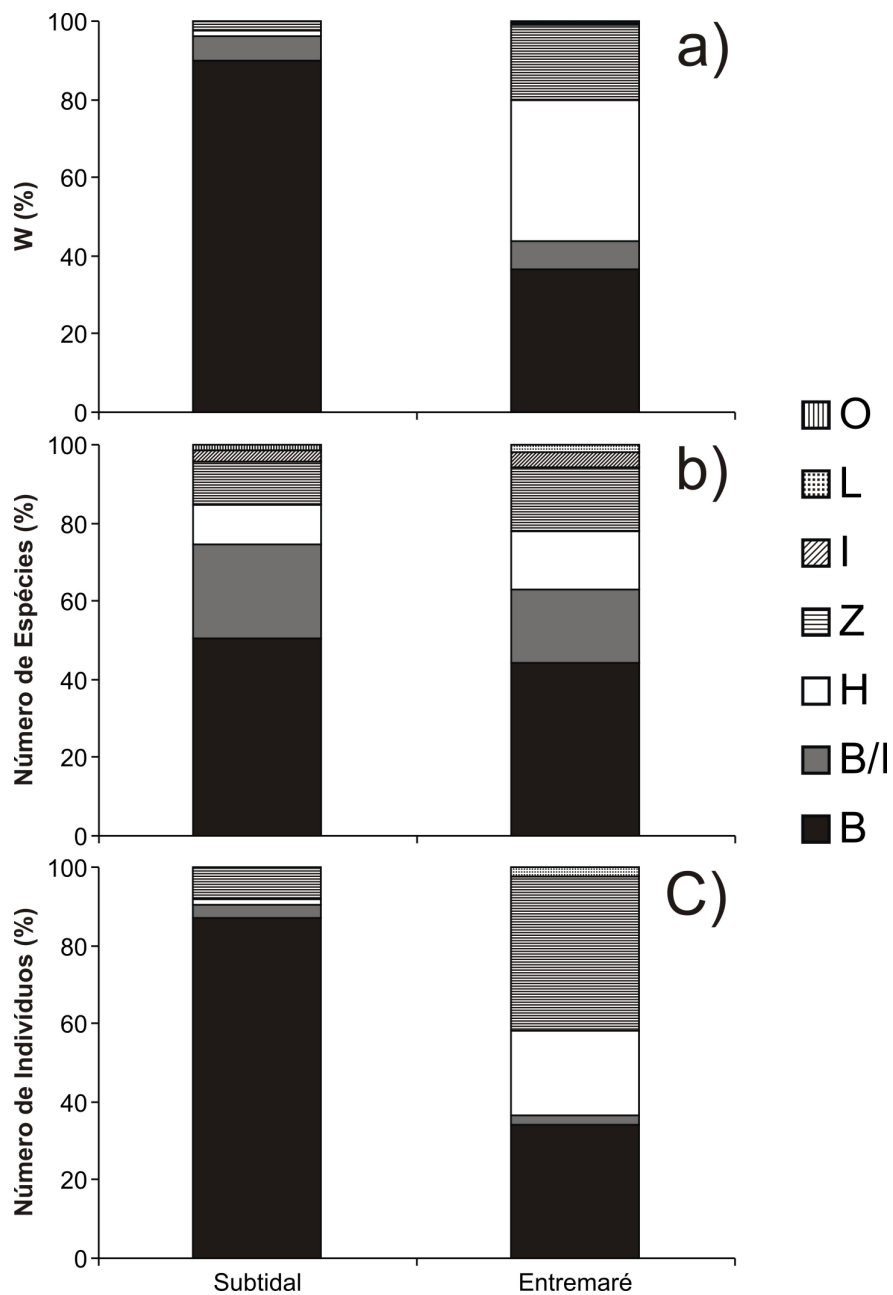 100
80
60
40
20
0
W (%)
a)
100
80
60
40
20
0
Número de Espécies (%)
b)
100
80
60
40
20
0
Número de Indivíduos (%)
C)
Subtidal Entremaré
O
L
I
Z
H
B/I
B